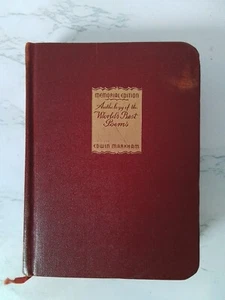 MEMORIAL EDITION
Anthology of the
World's Best
Poems
EDWIN MARKHAM